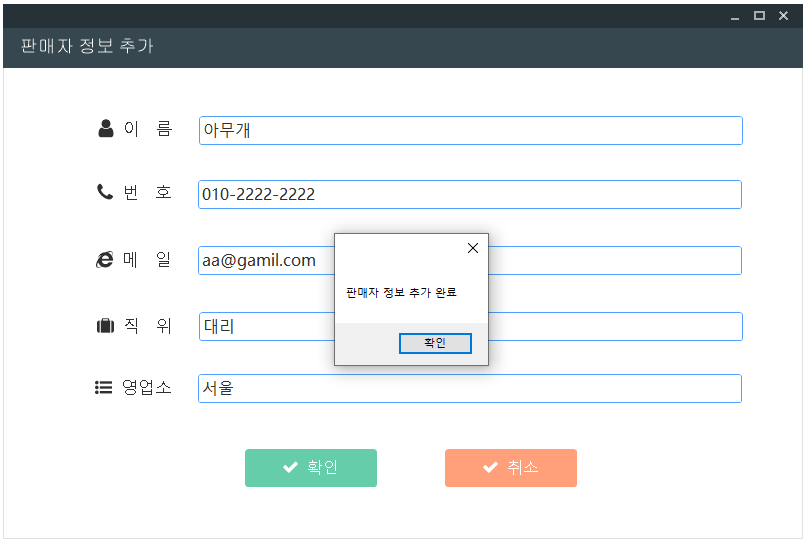 판매자 정보 추가
이 름 아무개
번 호 010-2222-2222
메 일 aa@gamil.com
판매자 정보 추가 완료
직 위 대리
확인
영업소 서울
확인 취소